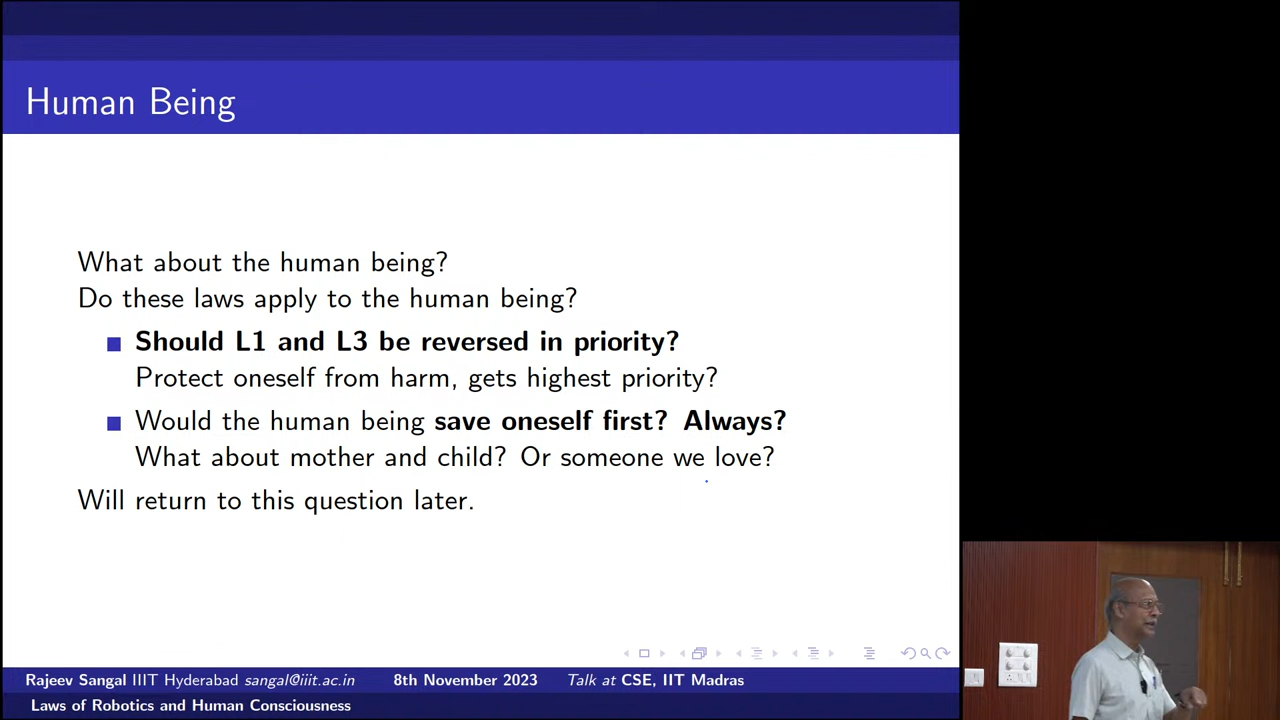 Human Being
What about the human being?
Do these laws apply to the human being?
Should L1 and L3 be reversed in priority?
Protect oneself from harm, gets highest priority?
Would the human being save oneself first? Always?
What about mother and child? Or someone we love?
Will return to this question later.
Rajeev Sangal IIIT Hyderabad sangal@iiit.ac.in 8th November 2023 Talk at CSE, IIT Madras
Laws of Robotics and Human Consciousness